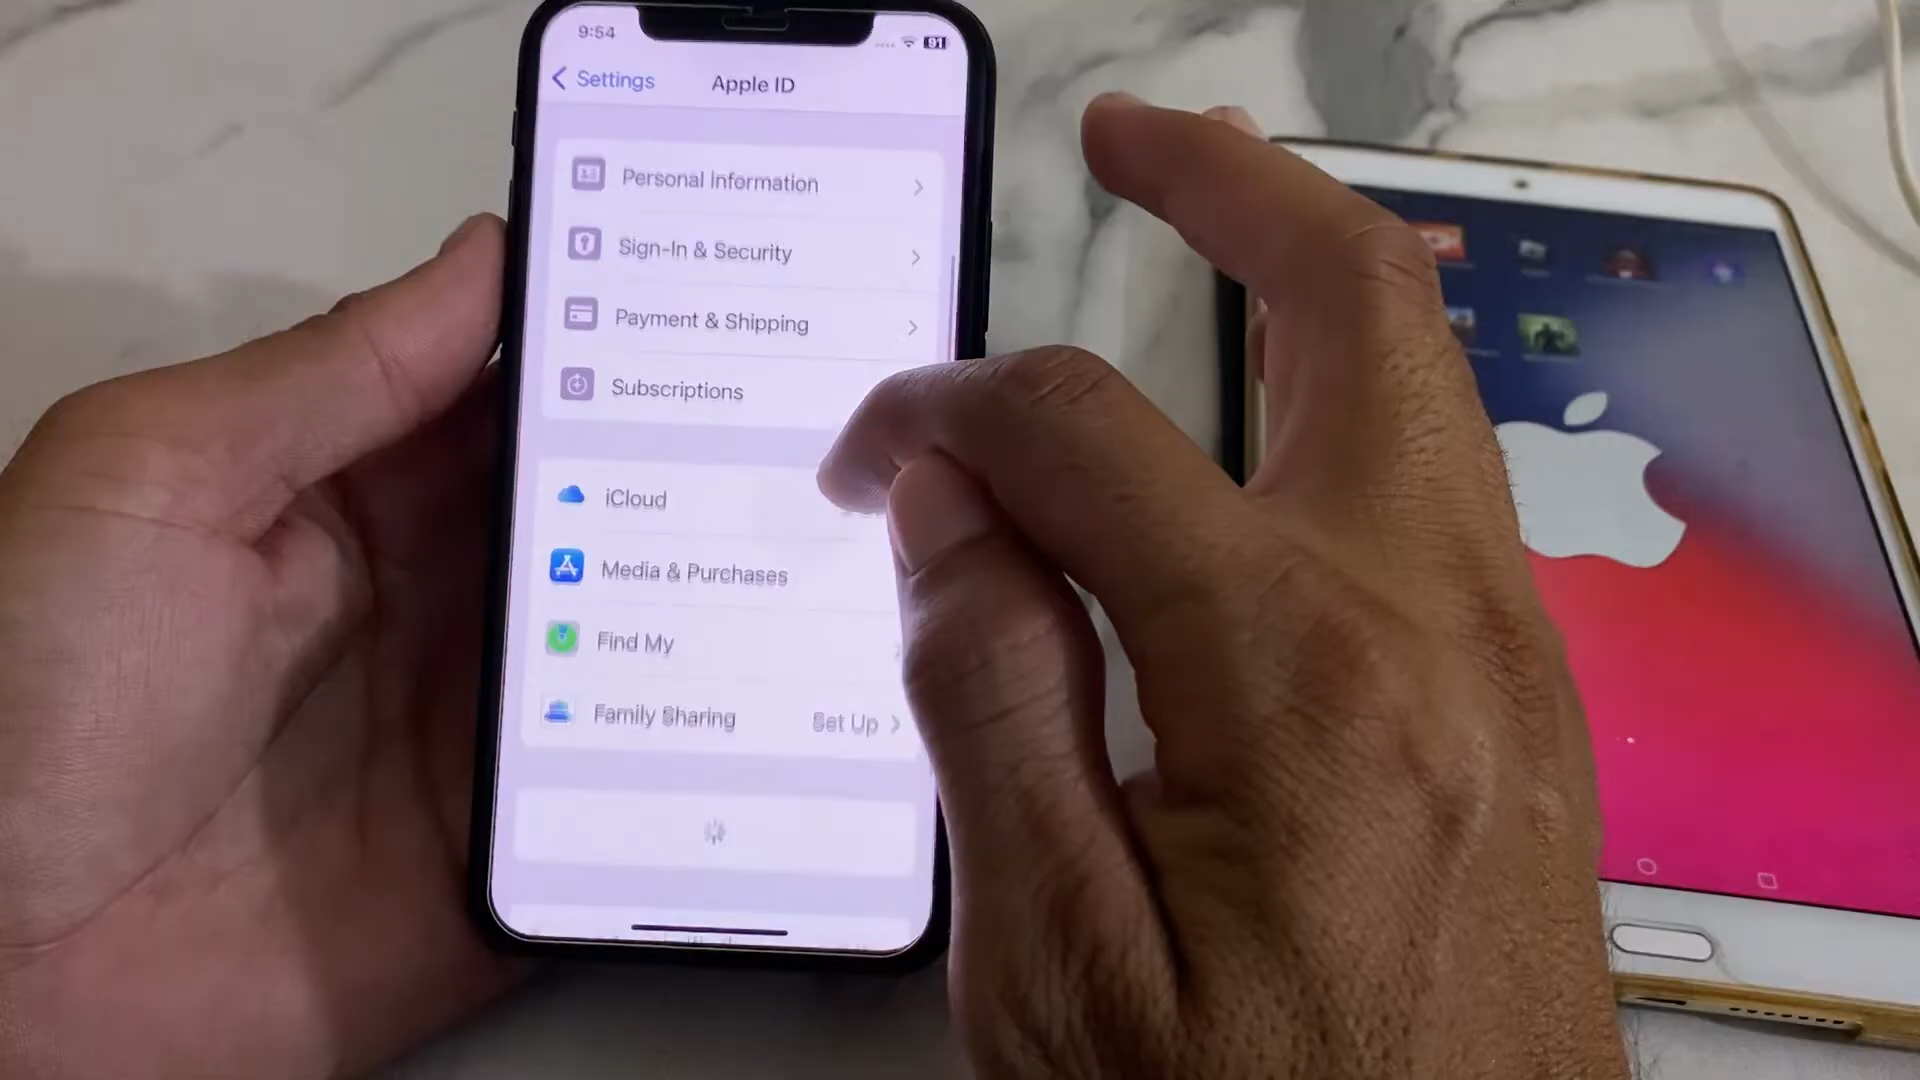 9:54
91
Settings
Apple ID
Personal Information
Sign-In & Security
Payment & Shipping
Subscriptions
iCloud
Media & Purchases
Find My
Family Sharing
Set Up